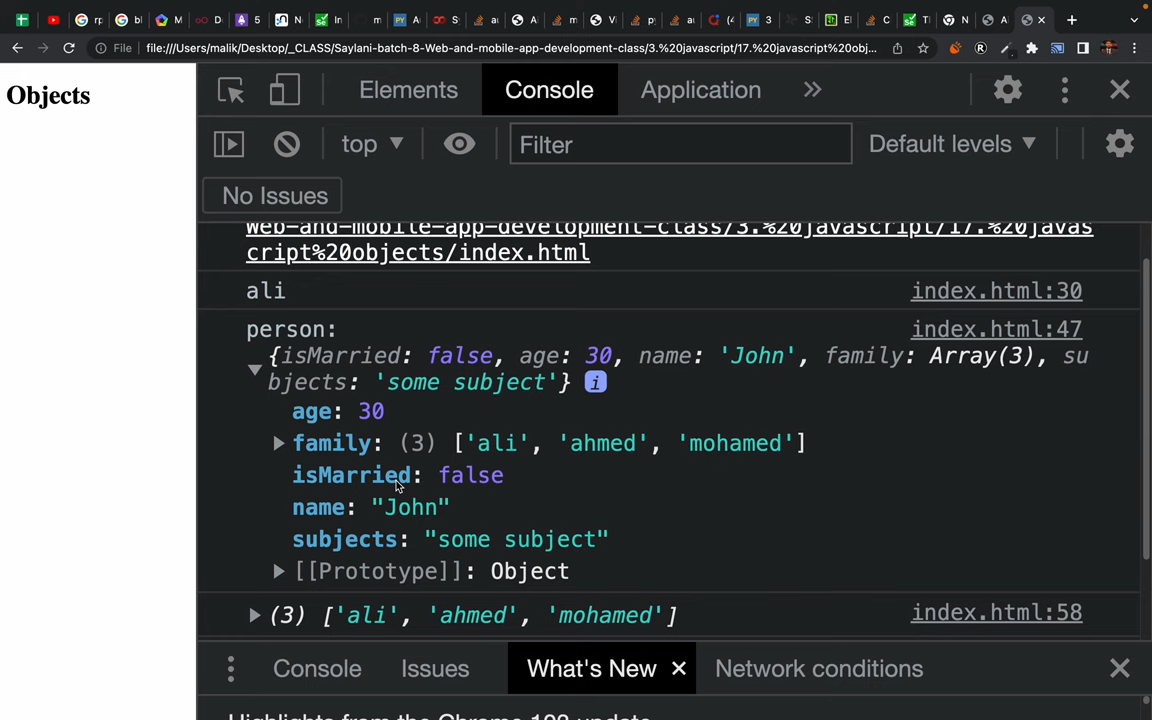 File file:///Users/malik/Desktop/_CLASS/Saylani-batch-8-Web-and-mobile-app-development-class/3.%20javascript/17.%20javascript%20obj...
Objects
Elements Console Application
top Filter Default levels
No Issues
Web-and-mobile-app-development-class/3.%20javascript/17.%20javas
cript%20objects/index.html
ali index.html:30
person: index.html:47
{isMarried: false, age: 30, name: 'John', family: Array(3), su
bjects: 'some subject'} i
age: 30
family: (3) ['ali', 'ahmed', 'mohamed']
isMarried: false
name: "John"
subjects: "some subject"
[[Prototype]]: Object
(3) ['ali', 'ahmed', 'mohamed'] index.html:58
Console Issues What's New Network conditions